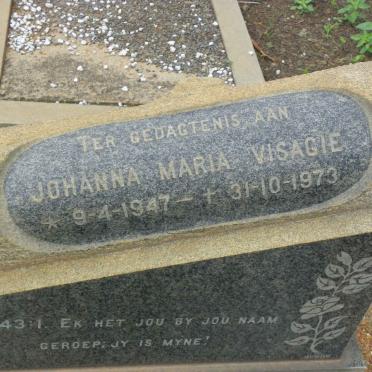 TER GEDAGTENIS AAN
JOHANNA MARIA VISAGIE
* 9-4-1947 — † 31-10-1973
43:1. EK HET JOU BY JOU NAAM
GEROEP; JY IS MYNE!